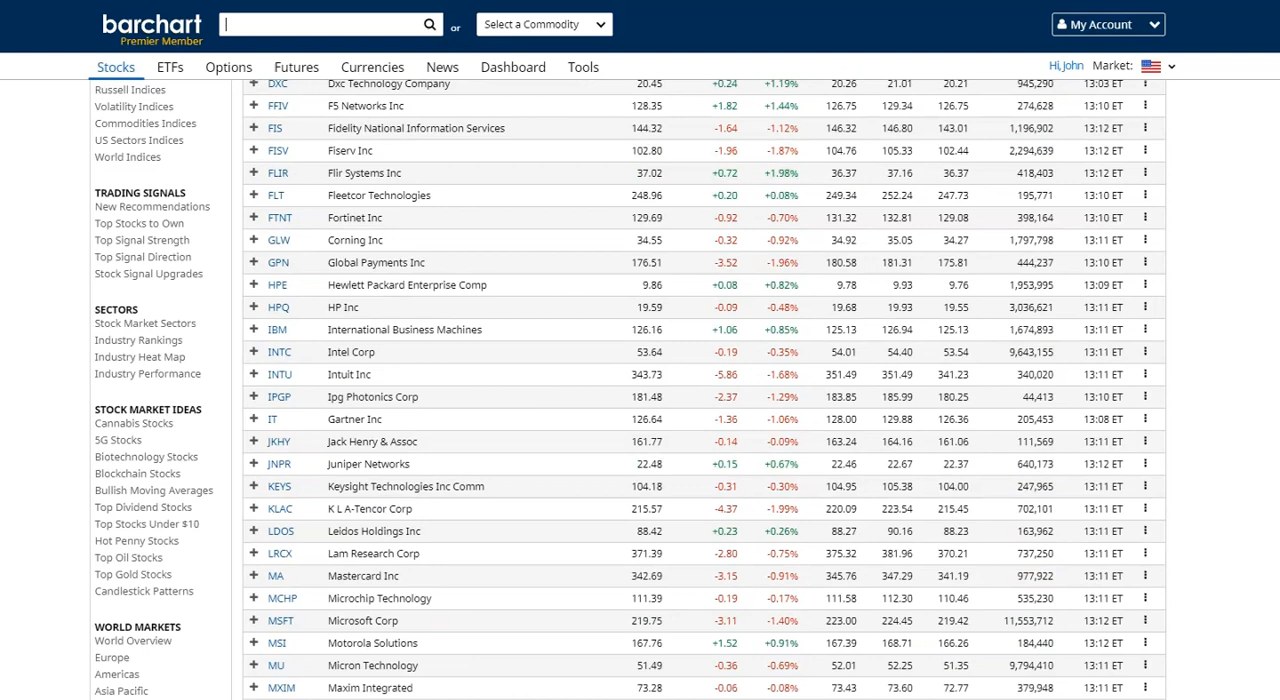 barchart
Premier Member
or
Select a Commodity
My Account
Stocks ETFs Options Futures Currencies News Dashboard Tools
Hi, John Market:
Russell Indices
Volatility Indices
Commodities Indices
US Sectors Indices
World Indices
TRADING SIGNALS
New Recommendations
Top Stocks to Own
Top Signal Strength
Top Signal Direction
Stock Signal Upgrades
SECTORS
Stock Market Sectors
Industry Rankings
Industry Heat Map
Industry Performance
STOCK MARKET IDEAS
Cannabis Stocks
5G Stocks
Biotechnology Stocks
Blockchain Stocks
Bullish Moving Averages
Top Dividend Stocks
Top Stocks Under $10
Hot Penny Stocks
Top Oil Stocks
Top Gold Stocks
Candlestick Patterns
WORLD MARKETS
World Overview
Europe
Americas
Asia Pacific
DXC Dxc Technology Company 20.45 +0.24 +1.19% 20.26 21.01 20.21 945,290 13:03 ET
FFIV F5 Networks Inc 128.35 +1.82 +1.44% 126.75 129.34 126.75 274,628 13:10 ET
FIS Fidelity National Information Services 144.32 -1.64 -1.12% 146.32 146.80 143.01 1,196,902 13:12 ET
FISV Fiserv Inc 102.80 -1.96 -1.87% 104.76 105.33 102.44 2,294,639 13:12 ET
FLIR Flir Systems Inc 37.02 +0.72 +1.98% 36.37 37.16 36.37 418,403 13:12 ET
FLT Fleetcor Technologies 248.96 +0.20 +0.08% 249.34 252.24 247.73 195,771 13:10 ET
FTNT Fortinet Inc 129.69 -0.92 -0.70% 131.32 132.81 129.08 398,164 13:10 ET
GLW Corning Inc 34.55 -0.32 -0.92% 34.92 35.05 34.27 1,797,798 13:11 ET
GPN Global Payments Inc 176.51 -3.52 -1.96% 180.58 181.31 175.81 444,237 13:10 ET
HPE Hewlett Packard Enterprise Comp 9.86 +0.08 +0.82% 9.78 9.93 9.76 1,953,995 13:09 ET
HPQ HP Inc 19.59 -0.09 -0.48% 19.68 19.93 19.55 3,036,621 13:11 ET
IBM International Business Machines 126.16 +1.06 +0.85% 125.13 126.94 125.13 1,674,893 13:11 ET
INTC Intel Corp 53.64 -0.19 -0.35% 54.01 54.40 53.54 9,643,155 13:11 ET
INTU Intuit Inc 343.73 -5.86 -1.68% 351.49 351.49 341.23 340,020 13:11 ET
IPGP Ipg Photonics Corp 181.48 -2.37 -1.29% 183.85 185.99 180.25 44,413 13:10 ET
IT Gartner Inc 126.64 -1.36 -1.06% 128.00 129.88 126.36 205,453 13:08 ET
JKHY Jack Henry & Assoc 161.77 -0.14 -0.09% 163.24 164.16 161.06 111,569 13:11 ET
JNPR Juniper Networks 22.48 +0.15 +0.67% 22.46 22.67 22.37 640,173 13:12 ET
KEYS Keysight Technologies Inc Comm 104.18 -0.31 -0.30% 104.95 105.38 104.00 247,965 13:11 ET
KLAC K L A-Tencor Corp 215.57 -4.37 -1.99% 220.09 223.54 215.45 702,101 13:11 ET
LDOS Leidos Holdings Inc 88.42 +0.23 +0.26% 88.27 90.16 88.23 163,962 13:11 ET
LRCX Lam Research Corp 371.39 -2.80 -0.75% 375.32 381.96 370.21 737,250 13:11 ET
MA Mastercard Inc 342.69 -3.15 -0.91% 345.76 347.29 341.19 977,922 13:11 ET
MCHP Microchip Technology 111.39 -0.19 -0.17% 111.58 112.30 110.46 535,230 13:11 ET
MSFT Microsoft Corp 219.75 -3.11 -1.40% 223.00 224.45 219.42 11,553,712 13:12 ET
MSI Motorola Solutions 167.76 +1.52 +0.91% 167.39 168.71 166.26 184,440 13:12 ET
MU Micron Technology 51.49 -0.36 -0.69% 52.01 52.25 51.35 9,794,410 13:11 ET
MXIM Maxim Integrated 73.28 -0.06 -0.08% 73.43 73.60 72.77 379,948 13:11 ET